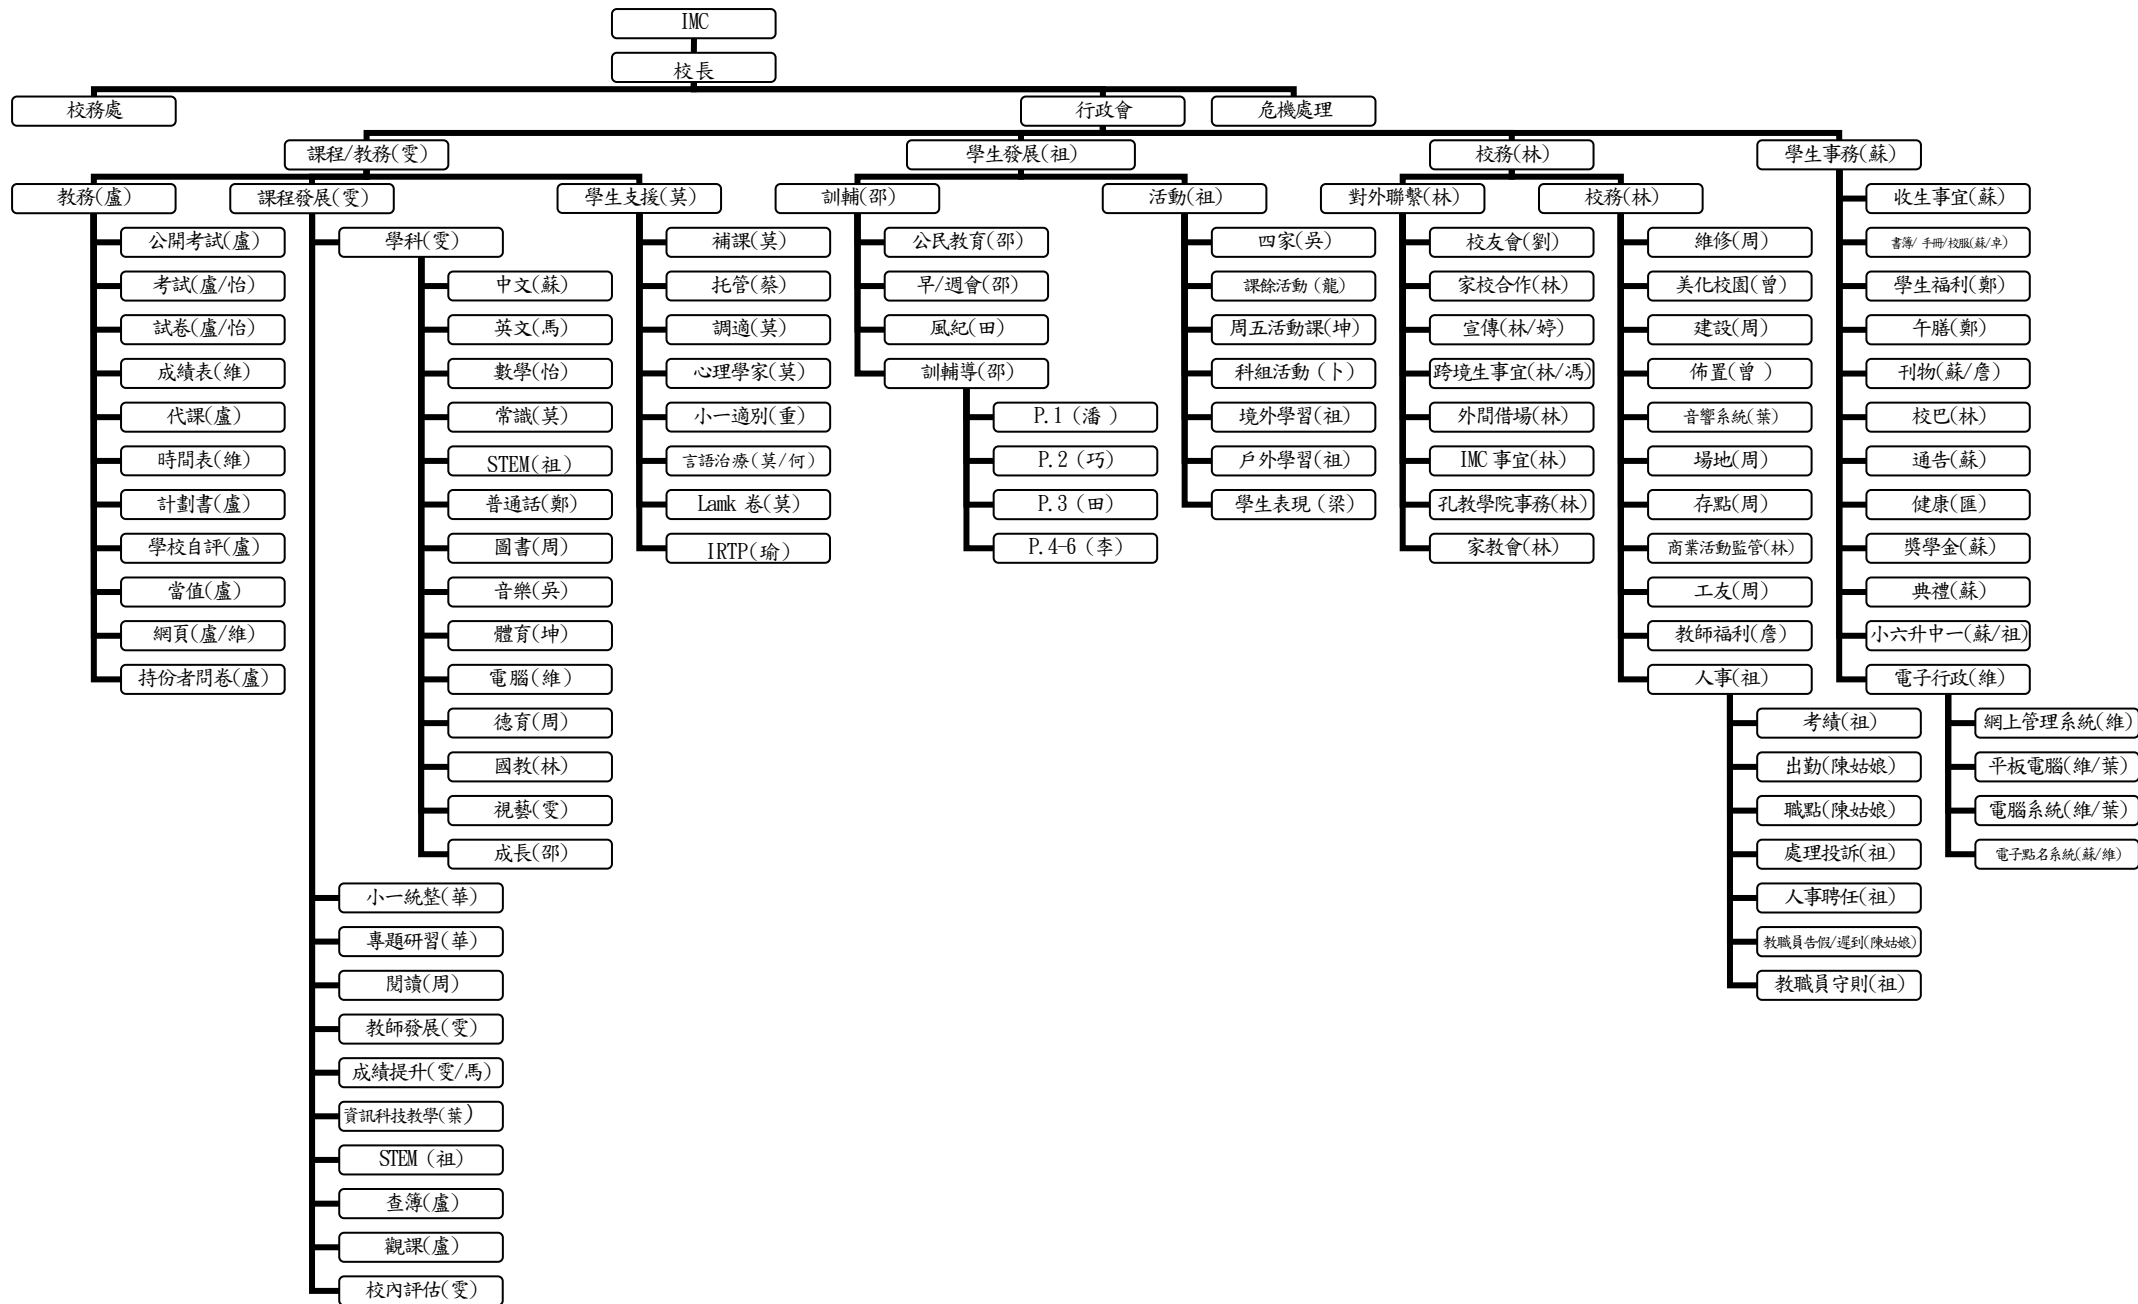 IMC
校長
校務處
行政會
危機處理
課程/教務(雯)
學生發展(祖)
校務(林)
學生事務(蘇)
教務(盧)
課程發展(雯)
學生支援(莫)
訓輔(邵)
活動(祖)
對外聯繫(林)
校務(林)
公開考試(盧)
考試(盧/怡)
試卷(盧/怡)
成績表(維)
代課(盧)
時間表(維)
計劃書(盧)
學校自評(盧)
當值(盧)
網頁(盧/維)
持份者問卷(盧)
學科(雯)
中文(蘇)
英文(馬)
數學(怡)
常識(莫)
STEM(祖)
普通話(鄭)
圖書(周)
音樂(吳)
體育(坤)
電腦(維)
德育(周)
國教(林)
視藝(雯)
成長(邵)
小一統整(華)
專題研習(華)
閱讀(周)
教師發展(雯)
成績提升(雯/馬)
資訊科技教學(葉)
STEM (祖)
查簿(盧)
觀課(盧)
校內評估(雯)
補課(莫)
托管(蔡)
調適(莫)
心理學家(莫)
小一適別(重)
言語治療(莫/何)
Lamk 卷(莫)
IRTP(瑜)
公民教育(邵)
早/週會(邵)
風紀(田)
訓輔導(邵)
P.1 (潘 )
P.2 (巧)
P.3 (田)
P.4-6 (李)
四家(吳)
課餘活動 (龍)
周五活動課(坤)
科組活動 (卜)
境外學習(祖)
戶外學習(祖)
學生表現 (梁)
校友會(劉)
家校合作(林)
宣傳(林/婷)
跨境生事宜(林/馮)
外間借場(林)
IMC 事宜(林)
孔教學院事務(林)
家教會(林)
維修(周)
美化校園(曾)
建設(周)
佈置(曾 )
音響系統(葉)
場地(周)
存點(周)
商業活動監管(林)
工友(周)
教師福利(詹)
人事(祖)
考績(祖)
出勤(陳姑娘)
職點(陳姑娘)
處理投訴(祖)
人事聘任(祖)
教職員告假/遲到(陳姑娘)
教職員守則(祖)
收生事宜(蘇)
書簿/ 手冊/校服(蘇/卓)
學生福利(鄭)
午膳(鄭)
刊物(蘇/詹)
校巴(林)
通告(蘇)
健康(匯)
獎學金(蘇)
典禮(蘇)
小六升中一(蘇/祖)
電子行政(維)
網上管理系統(維)
平板電腦(維/葉)
電腦系統(維/葉)
電子點名系統(蘇/維)